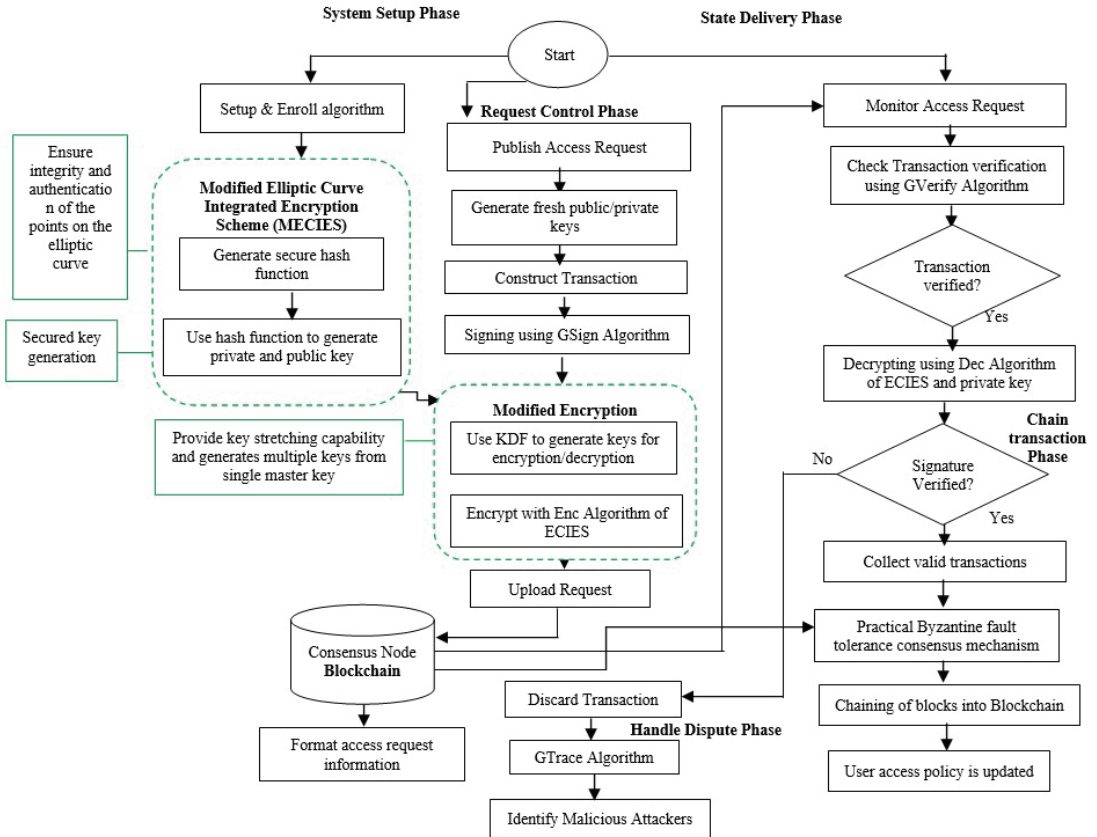 System Setup Phase
State Delivery Phase
Start
Setup & Enroll algorithm
Ensure
integrity and
authenticatio
n of the
points on the
elliptic
curve
Modified Elliptic Curve
Integrated Encryption
Scheme (MECIES)
Generate secure hash
function
Use hash function to generate
private and public key
Secured key
generation
Request Control Phase
Publish Access Request
Generate fresh public/private
keys
Construct Transaction
Signing using GSign Algorithm
Modified Encryption
Use KDF to generate keys for
encryption/decryption
Encrypt with Enc Algorithm of
ECIES
Provide key stretching capability
and generates multiple keys from
single master key
Upload Request
Consensus Node
Blockchain
Format access request
information
Monitor Access Request
Check Transaction verification
using GVerify Algorithm
Transaction
verified?
Yes
Decrypting using Dec Algorithm
of ECIES and private key
Chain
transaction
Phase
Signature
Verified?
No
Yes
Collect valid transactions
Practical Byzantine fault
tolerance consensus mechanism
Chaining of blocks into Blockchain
User access policy is updated
Discard Transaction
Handle Dispute Phase
GTrace Algorithm
Identify Malicious Attackers